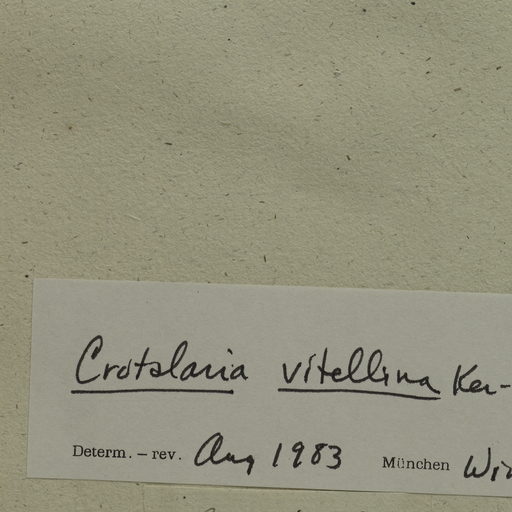 Crotalaria vitellina Ker-
Determ. – rev. Aug 1983 München